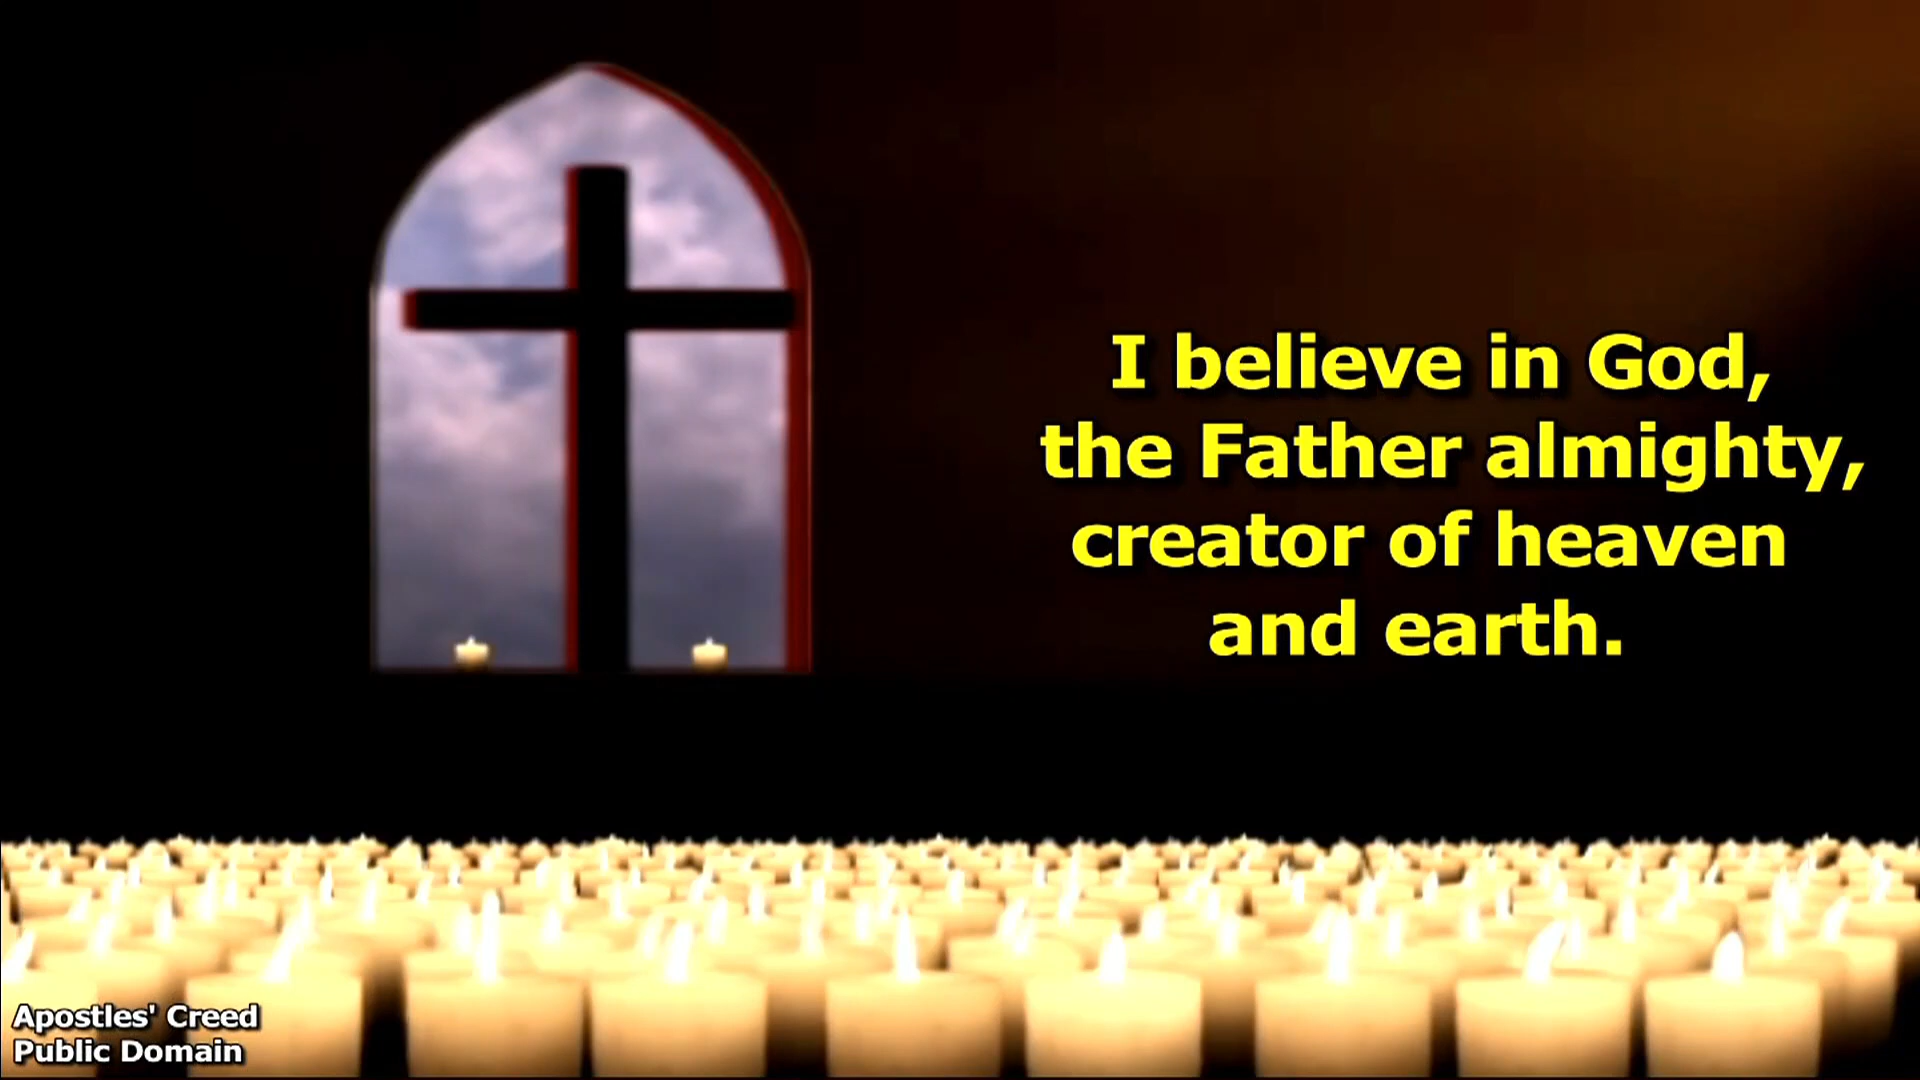 I believe in God,
the Father almighty,
creator of heaven
and earth.
Apostles' Creed
Public Domain